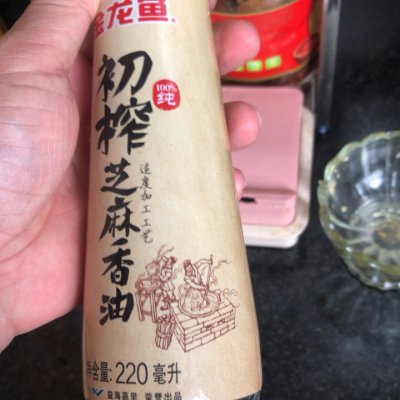 金龙鱼
初榨
芝麻香油
100%
纯
适度加工工艺
净含量:220毫升
益海嘉里 荣誉出品